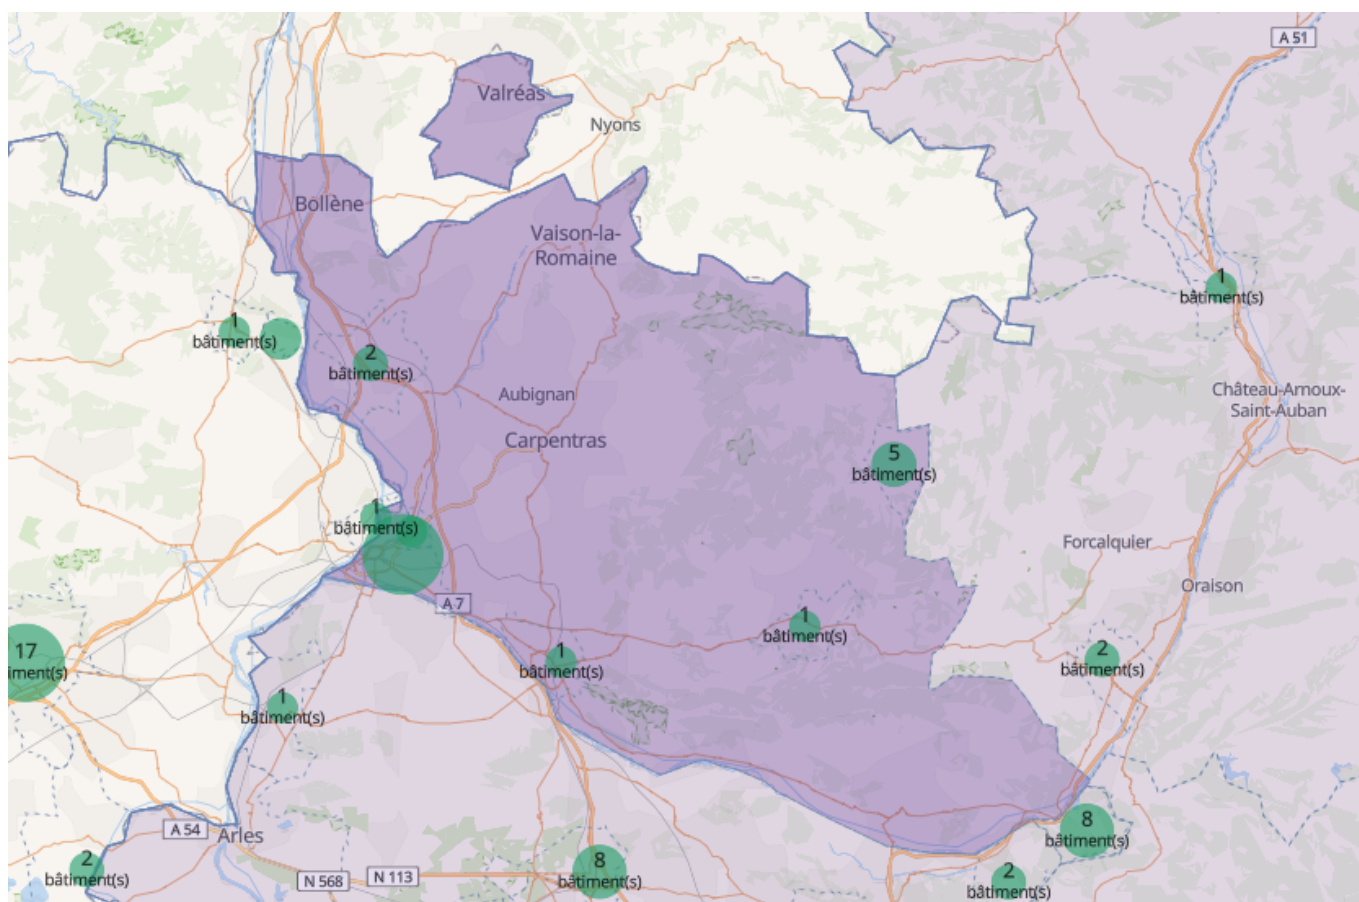 A 51
Valréas
Nyons
Bollène
Vaison-la-
Romaine
1
bâtiment(s)
1
bâtiment(s)
2
bâtiment(s)
Château-Arnoux-
Saint-Auban
Aubignan
Carpentras
5
bâtiment(s)
1
bâtiment(s)
Forcalquier
Oraison
A 7
1
bâtiment(s)
17
iment(s)
1
bâtiment(s)
2
bâtiment(s)
1
bâtiment(s)
A 54
Arles
8
bâtiment(s)
2
bâtiment(s)
N 568
N 113
8
bâtiment(s)
2
bâtiment(s)